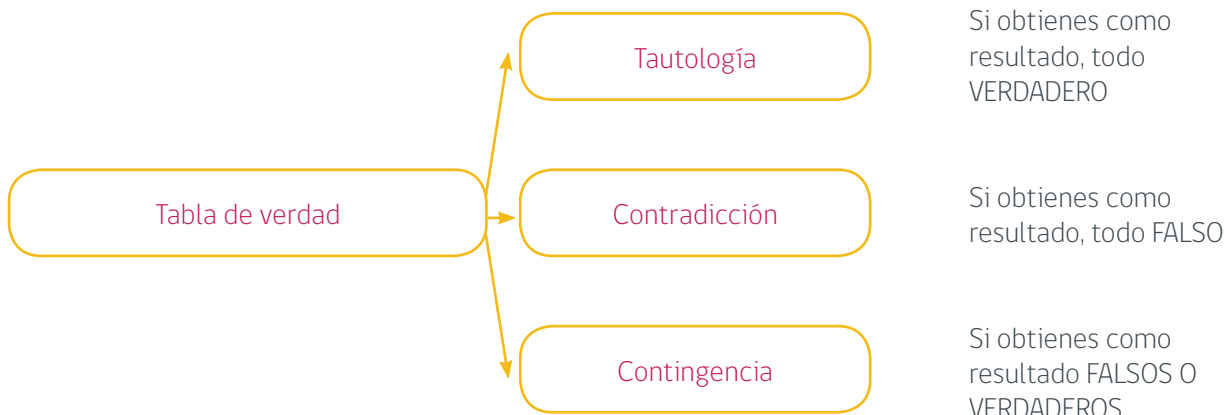 Tautología
Si obtienes como
resultado, todo
VERDADERO
Tabla de verdad
Contradicción
Si obtienes como
resultado, todo FALSO
Contingencia
Si obtienes como
resultado FALSOS O
VERDADEROS